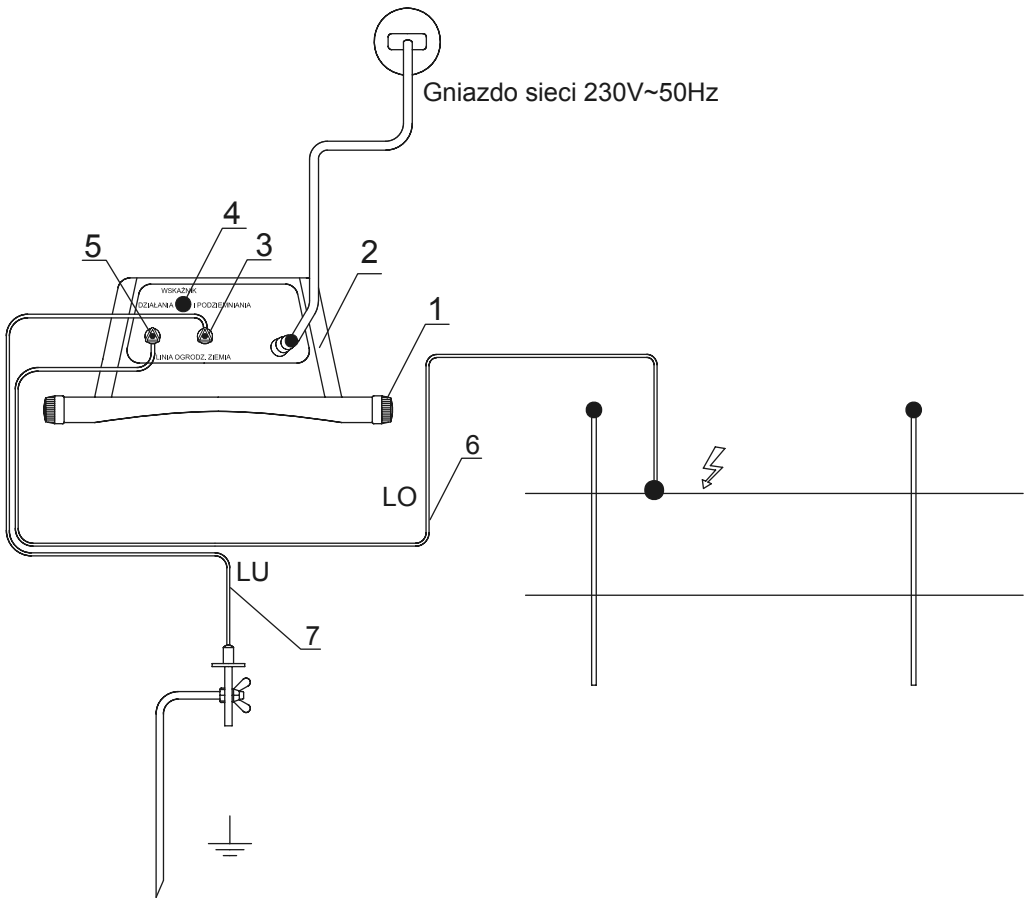 Gniazdo sieci 230V~50Hz
4
5
3
2
WSKAŹNIK
DZIAŁANIA I PODZIEMNIANIA
1
LINIA OGRODZ. ZIEMIA
6
LO
LU
7